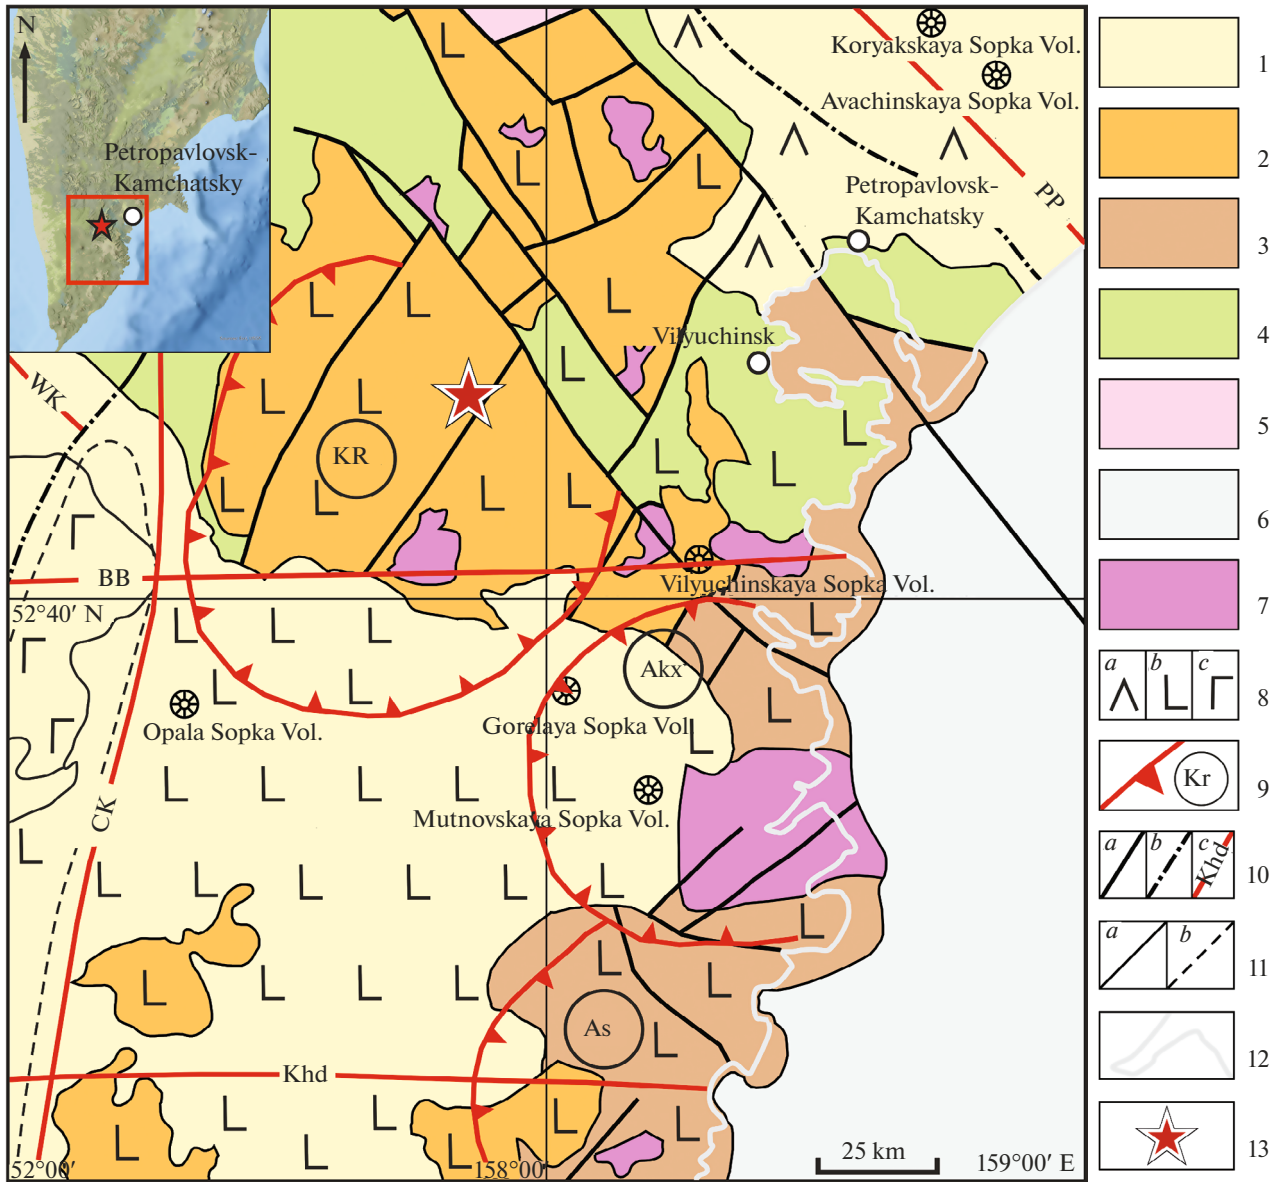 N
Petropavlovsk-
Kamchatsky
Koryakskaya Sopka Vol.
Avachinskaya Sopka Vol.
PP
Petropavlovsk-
Kamchatsky
Vilyuchinsk
WK
KR
BB
Vilyuchinskaya Sopka Vol.
52°40′ N
Akx
Opala Sopka Vol.
Gorelaya Sopka Vol.
Mutnovskaya Sopka Vol.
CK
As
Khd
52°00′
158°00′
25 km
159°00′ E
1
2
3
4
5
6
7
a b c
8
Kr
9
a b c
Khd
10
a b
11
12
13